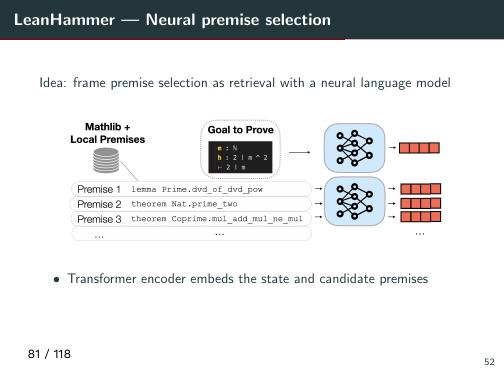 LeanHammer — Neural premise selection
Idea: frame premise selection as retrieval with a neural language model
Mathlib +
Local Premises
Goal to Prove
m : ℕ
h : 2 ∣ m ^ 2
⊢ 2 ∣ m
Premise 1 lemma Prime.dvd_of_dvd_pow
Premise 2 theorem Nat.prime_two
Premise 3 theorem Coprime.mul_add_mul_ne_mul
... ... ...
• Transformer encoder embeds the state and candidate premises
81 / 118
52